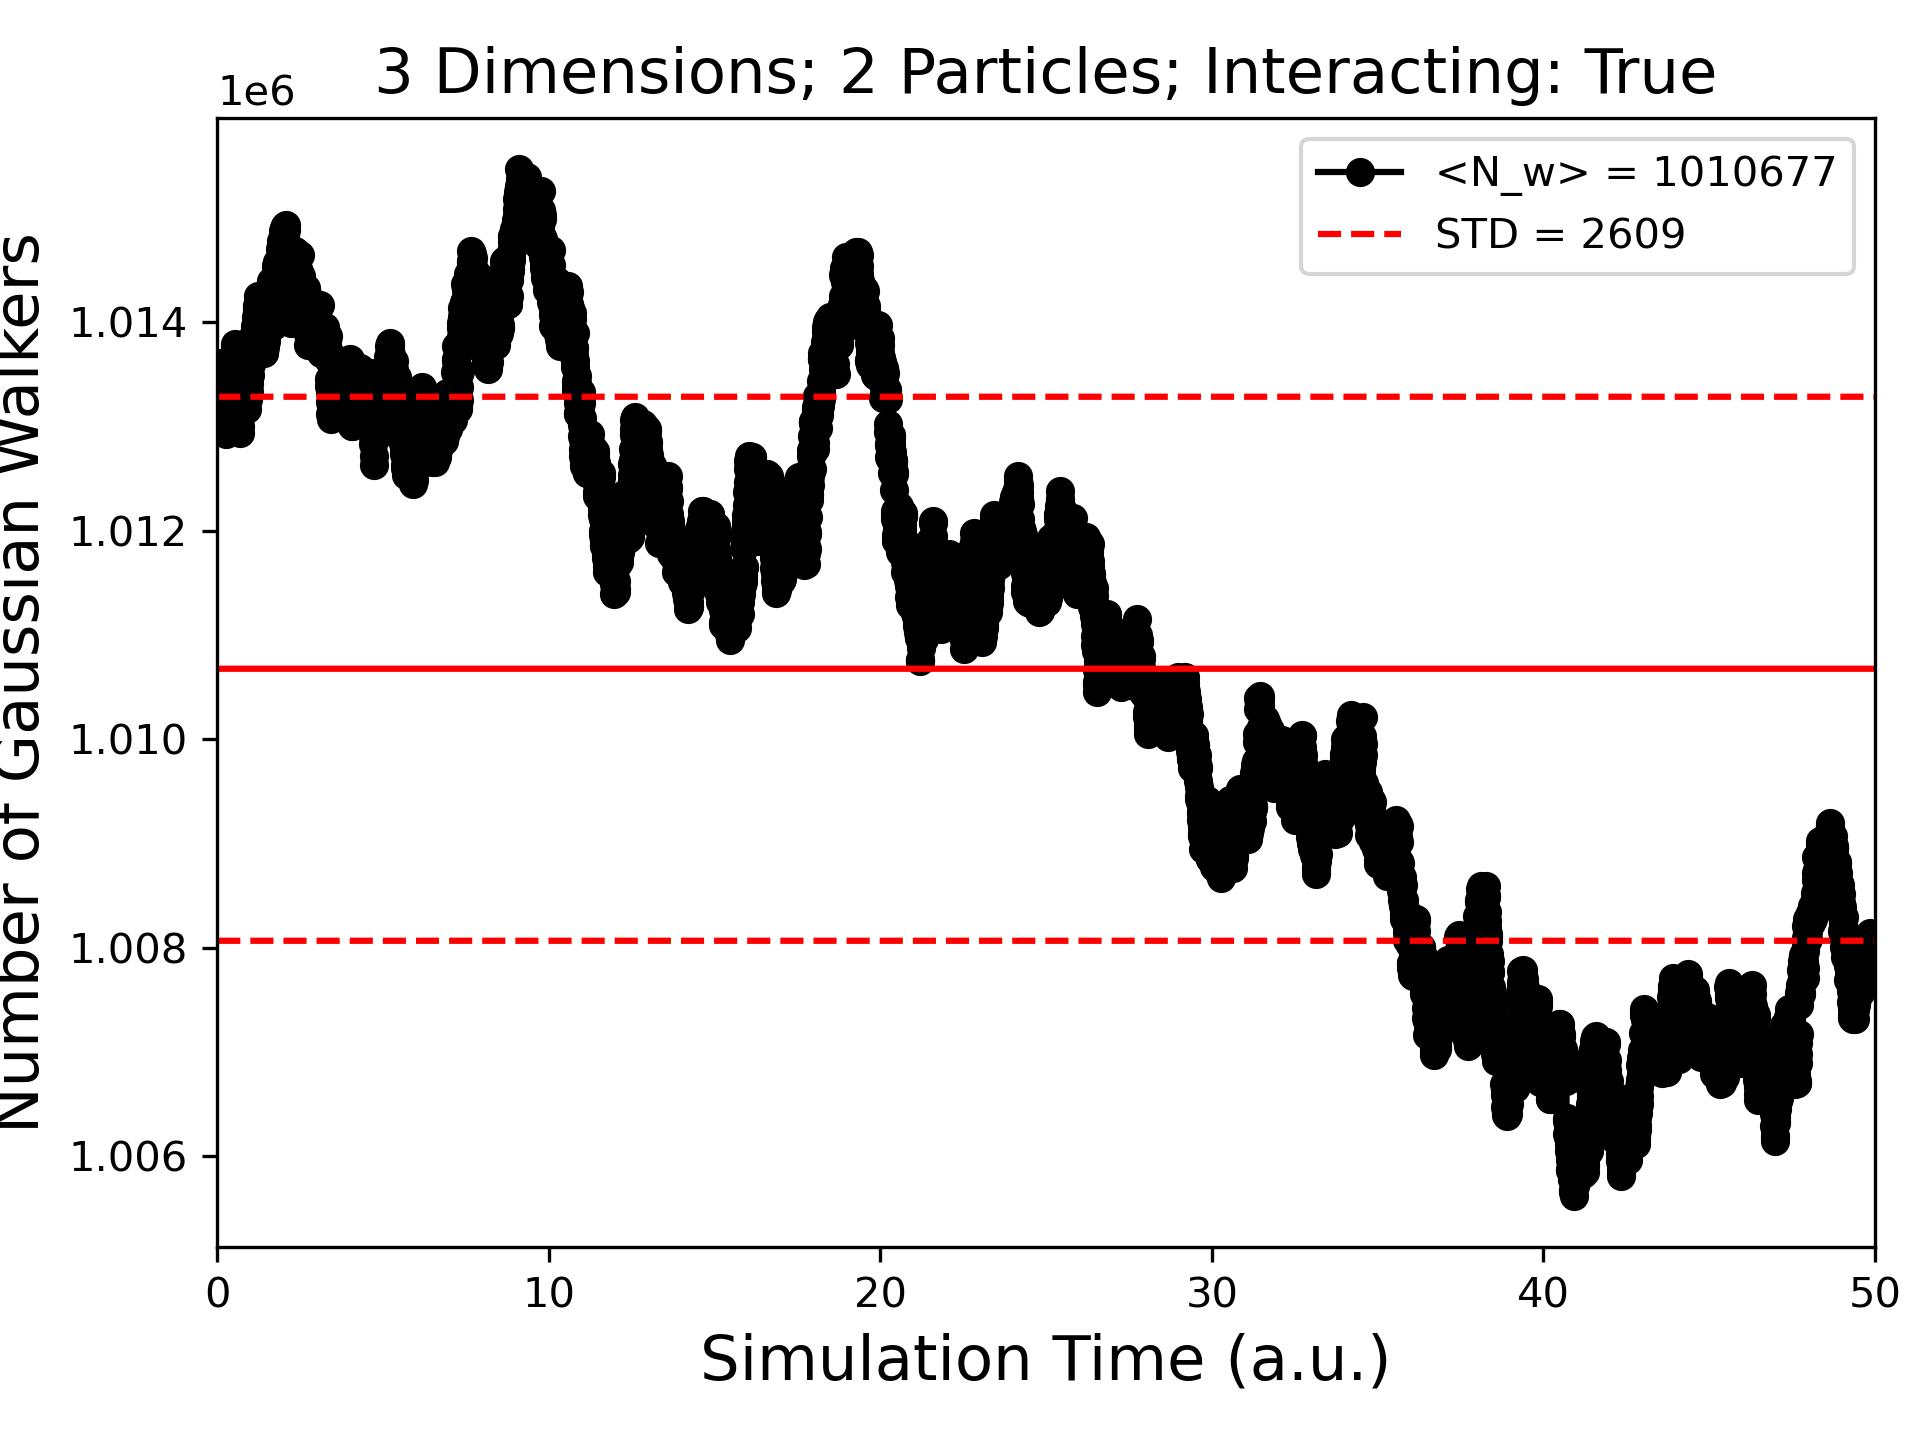 3 Dimensions; 2 Particles; Interacting: True
1e6
<N_w> = 1010677
STD = 2609
Number of Gaussian Walkers
1.014
1.012
1.010
1.008
1.006
0 10 20 30 40 50
Simulation Time (a.u.)